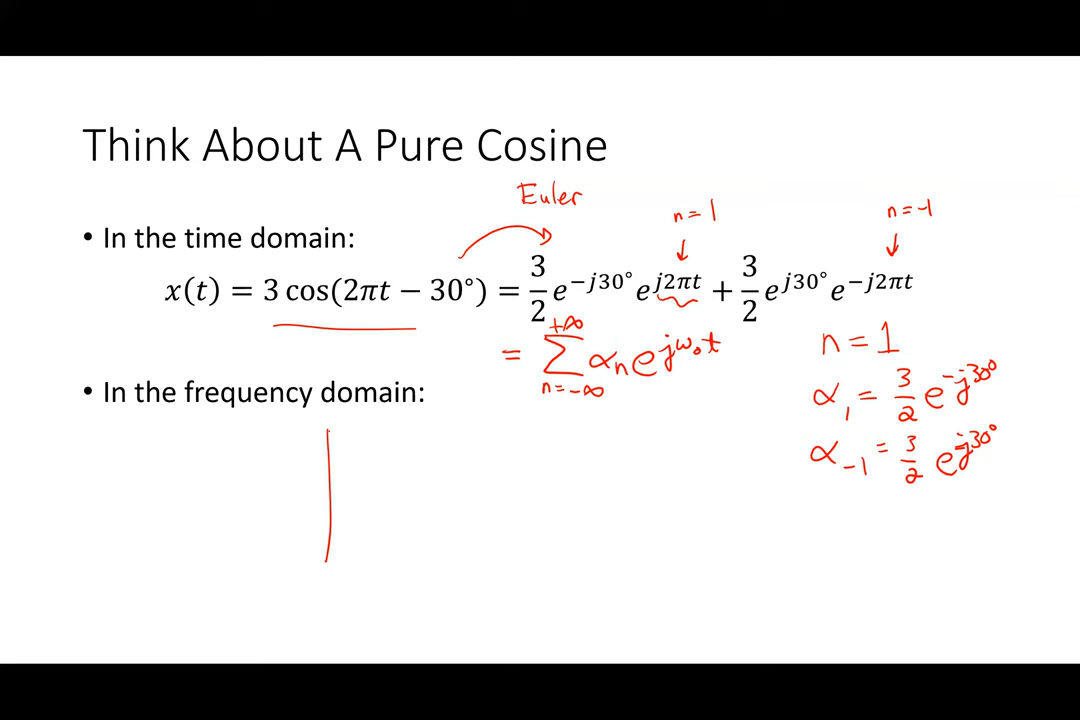 Think About A Pure Cosine
Euler
n = 1
n = -1
• In the time domain:
x(t) = 3 cos(2πt − 30°) = 3/2 e^{−j30°} e^{j2πt} + 3/2 e^{j30°} e^{−j2πt}
= ∑_{n=-∞}^{+∞} α_n e^{jω₀t}
n = 1
• In the frequency domain:
α_1 = 3/2 e^{-j30°}
α_{-1} = 3/2 e^{j30°}